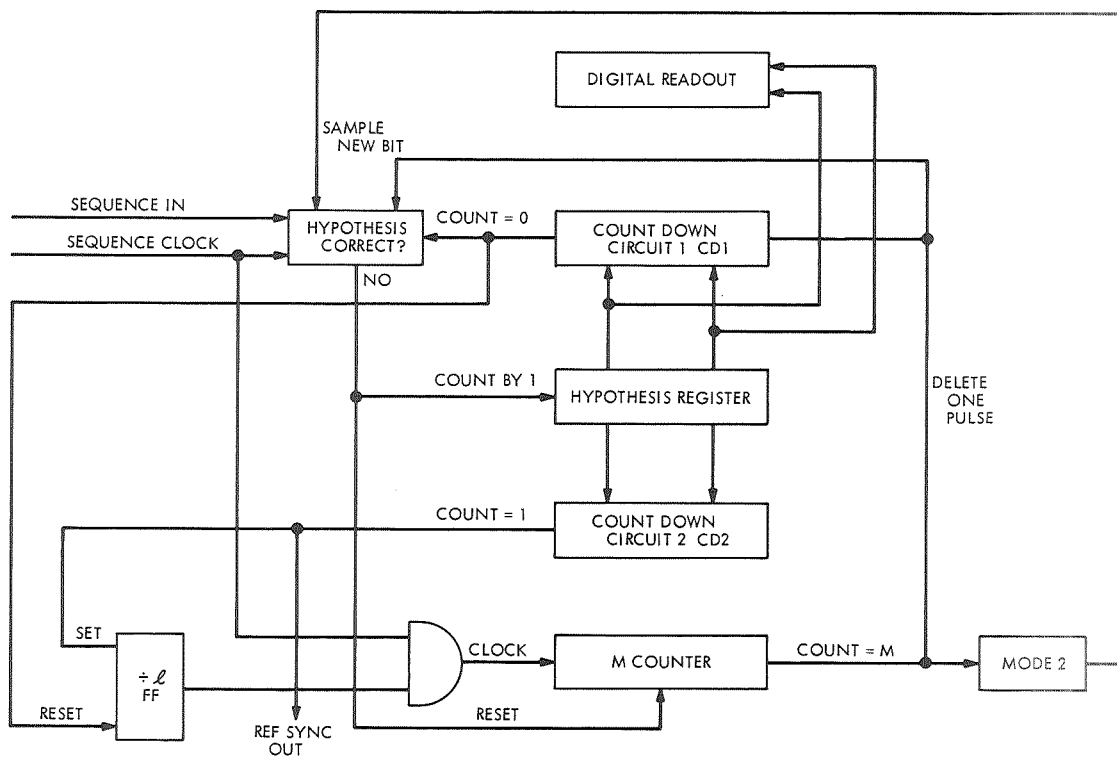 DIGITAL READOUT
SAMPLE
NEW BIT
SEQUENCE IN
SEQUENCE CLOCK
HYPOTHESIS
CORRECT?
COUNT = 0
COUNT DOWN
CIRCUIT 1 CD1
NO
COUNT BY 1
HYPOTHESIS REGISTER
DELETE
ONE
PULSE
COUNT = 1
COUNT DOWN
CIRCUIT 2 CD2
SET
÷ ℓ
FF
RESET
CLOCK
M COUNTER
COUNT = M
MODE 2
RESET
REF SYNC
OUT